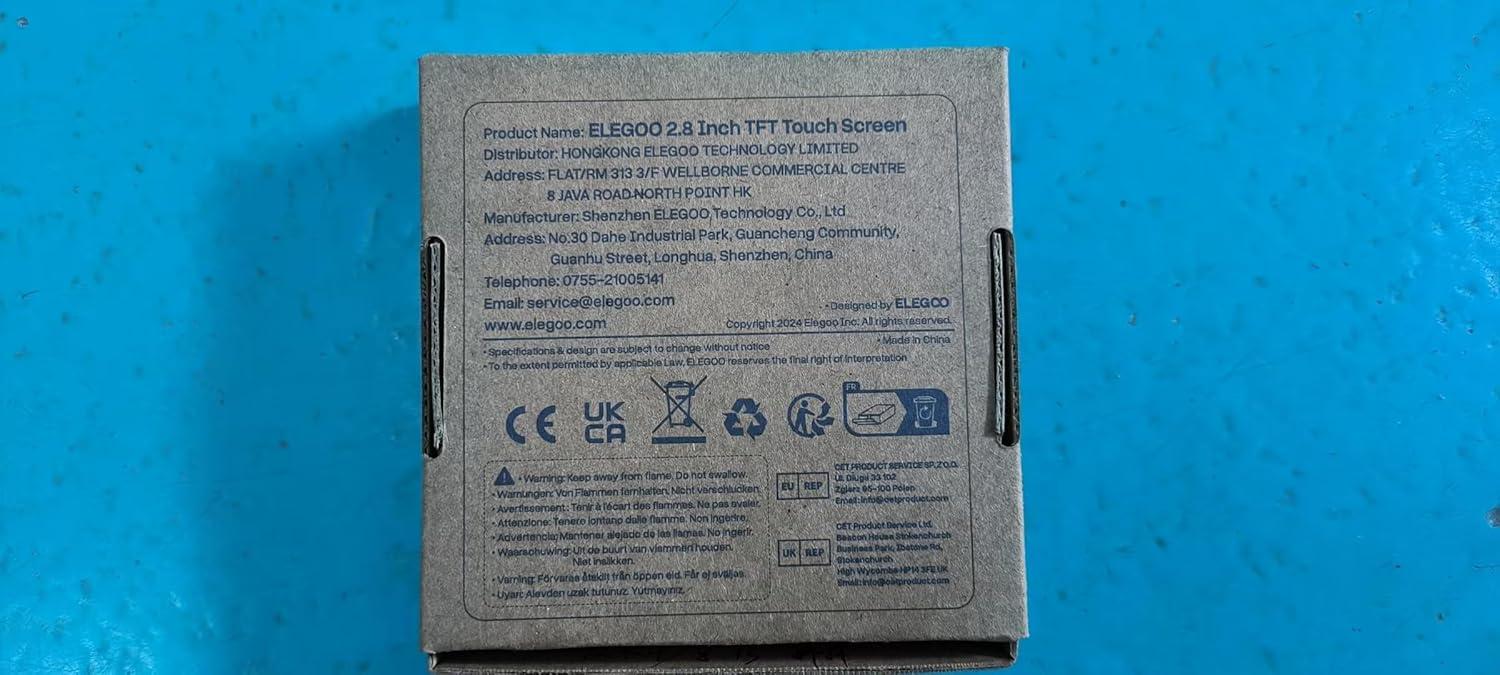 Product Name: ELEGOO 2.8 Inch TFT Touch Screen
Distributor: HONGKONG ELEGOO TECHNOLOGY LIMITED
Address: FLAT/RM 313 3/F WELLBORNE COMMERCIAL CENTRE
8 JAVA ROAD NORTH POINT HK
Manufacturer: Shenzhen ELEGOO Technology Co., Ltd
Address: No.30 Dahe Industrial Park, Guancheng Community,
Guanhu Street, Longhua, Shenzhen, China
Telephone: 0755-21005141
Email: service@elegoo.com
• Designed by ELEGOO
www.elegoo.com
Copyright 2024 Elegoo Inc. All rights reserved.
• Made in China
• Specifications & design are subject to change without notice
• To the extent permitted by applicable Law, ELEGOO reserves the final right of interpretation
CE
UK
CA
FR
• Warning: Keep away from flame. Do not swallow.
• Warnungen: Von Flammen fernhalten. Nicht verschlucken.
• Avertissement: Tenir à l'écart des flammes. Ne pas avaler.
• Attenzione: Tenere lontano dalle fiamme. Non ingerire.
• Advertencia: Mantener alejado de las llamas. No ingerir.
• Waarschuwing: Uit de buurt van vlammen houden.
Niet inslikken.
• Varning: Förvaras åtskilt från öppen eld. Får ej sväljas.
• Uyarı: Alevden uzak tutunuz. Yutmayınız.
EU REP
CET PRODUCT SERVICE SP. Z O.O.
Ul. Dluga 33 102
Zgierz 95-100 Polen
Email: info@cetproduct.com
UK REP
CET Product Service Ltd.
Beacon House Stokenchurch
Business Park, Ibstone Rd,
Stokenchurch
High Wycombe HP14 3FE UK
Email: info@cetproduct.com